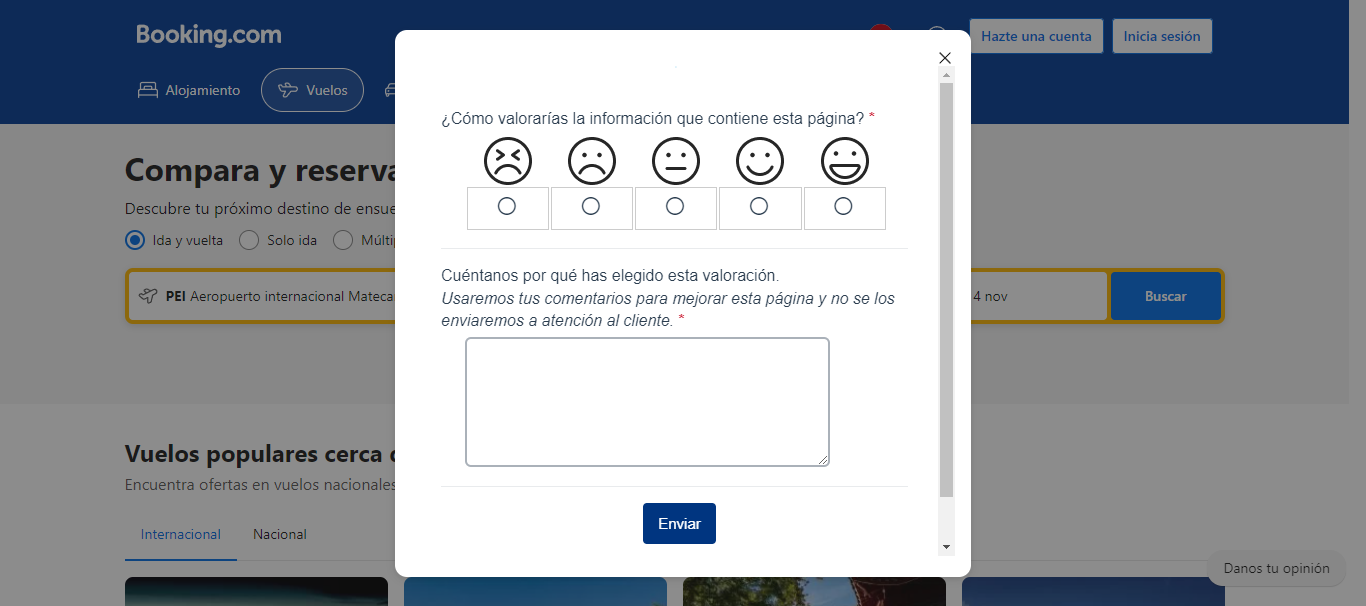 Booking.com
Hazte una cuenta
Inicia sesión
Alojamiento
Vuelos
¿Cómo valorarías la información que contiene esta página? *
Compara y reserva
Descubre tu próximo destino de
Ida y vuelta
Solo ida
PEI Aeropuerto internacional
4 nov
Buscar
Cuéntanos por qué has elegido esta valoración.
Usaremos tus comentarios para mejorar esta página y no se los
enviaremos a atención al cliente. *
Vuelos populares cerca
Encuentra ofertas en vuelos nacionales
Internacional
Nacional
Enviar
Danos tu opinión